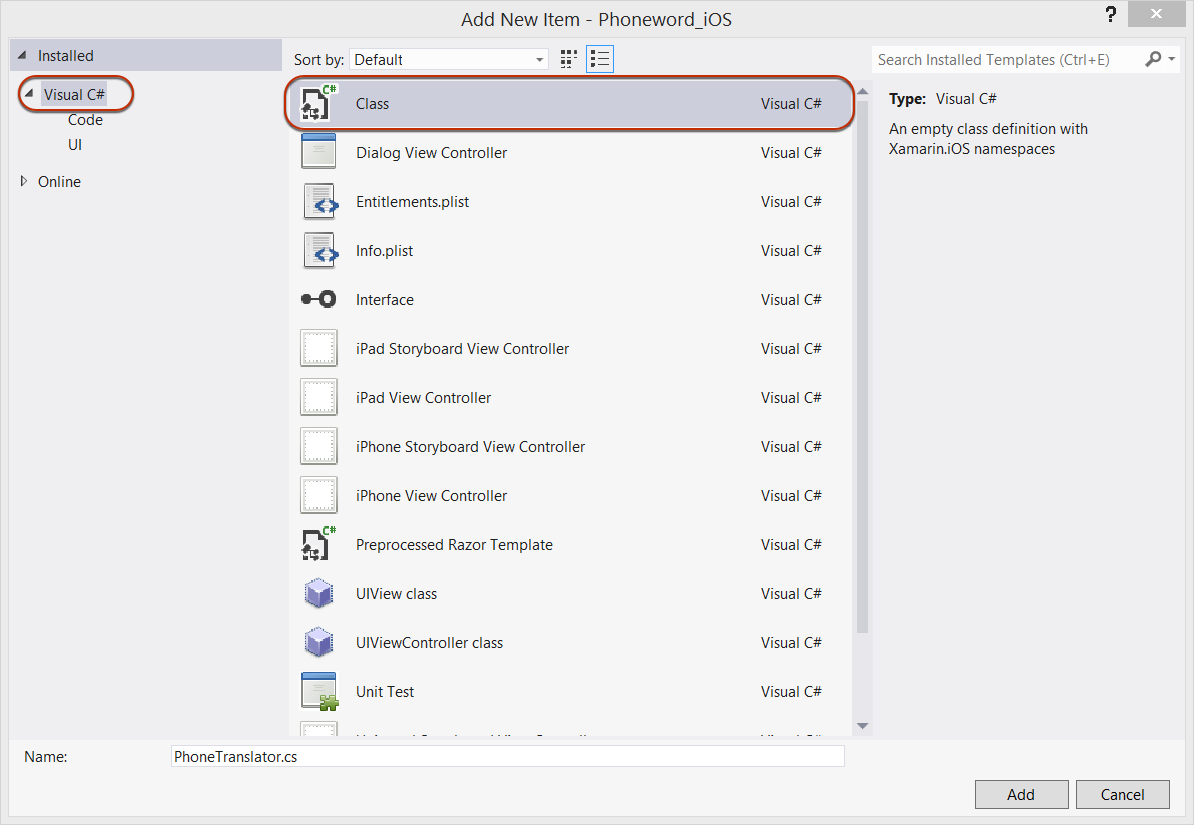 Add New Item - Phoneword_iOS
?
Installed
Visual C#
Code
UI
Online
Sort by: Default
Search Installed Templates (Ctrl+E)
C# Class Visual C#
Dialog View Controller Visual C#
Entitlements.plist Visual C#
Info.plist Visual C#
Interface Visual C#
iPad Storyboard View Controller Visual C#
iPad View Controller Visual C#
iPhone Storyboard View Controller Visual C#
iPhone View Controller Visual C#
C# Preprocessed Razor Template Visual C#
UIView class Visual C#
UIViewController class Visual C#
Unit Test Visual C#
Type: Visual C#
An empty class definition with
Xamarin.iOS namespaces
Name: PhoneTranslator.cs
Add Cancel